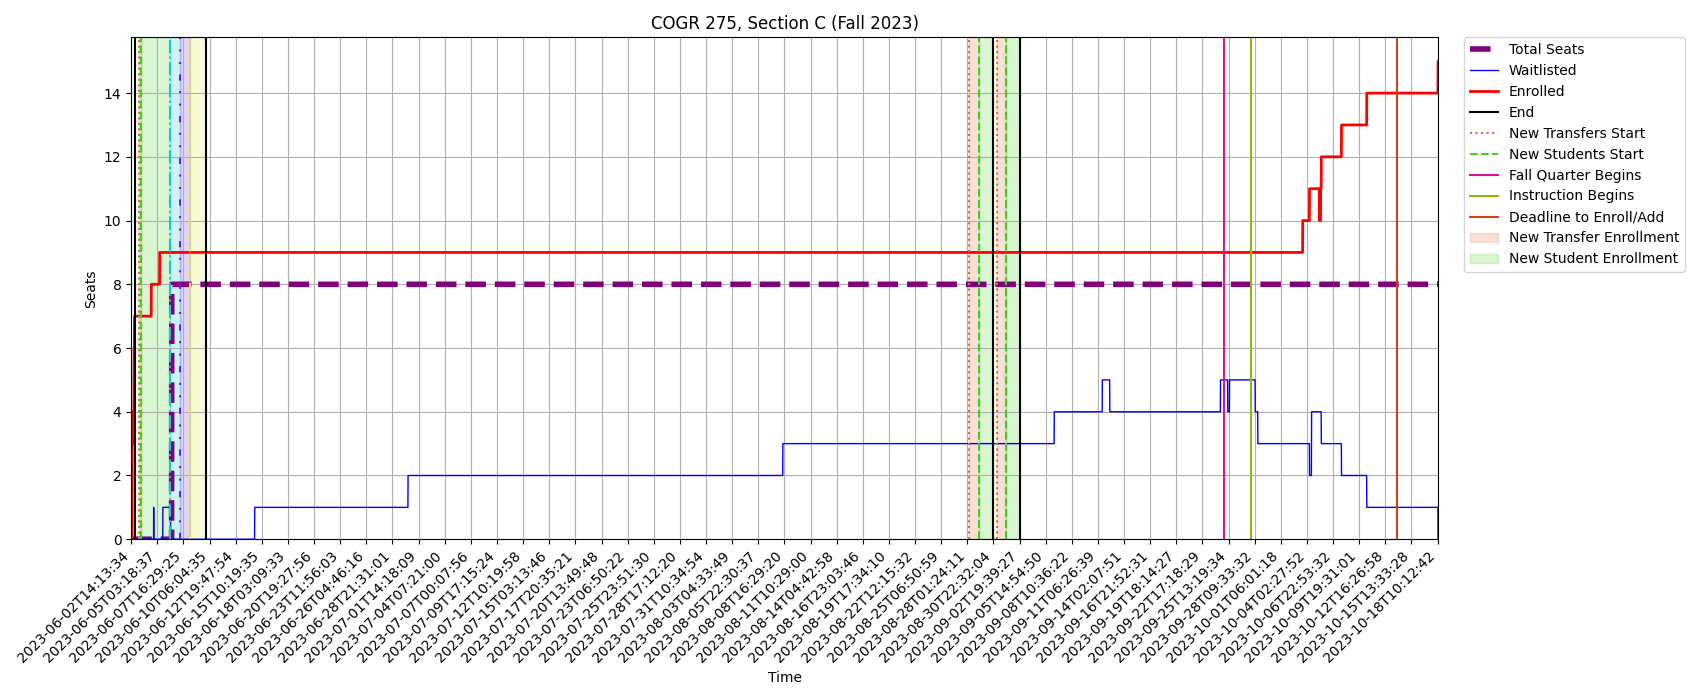 COGR 275, Section C (Fall 2023)
Seats
14
12
10
8
6
4
2
0
2023-06-02T14:13:34
2023-06-05T03:18:37
2023-06-07T16:29:25
2023-06-10T06:04:35
2023-06-12T19:47:54
2023-06-15T10:19:35
2023-06-18T03:09:33
2023-06-20T19:27:56
2023-06-23T11:56:03
2023-06-26T04:46:16
2023-06-28T21:31:01
2023-07-01T14:18:09
2023-07-04T07:21:00
2023-07-07T00:07:56
2023-07-09T17:15:24
2023-07-12T10:19:58
2023-07-15T03:13:46
2023-07-17T20:35:21
2023-07-20T13:49:48
2023-07-23T06:50:22
2023-07-25T23:51:30
2023-07-28T17:12:20
2023-07-31T10:34:54
2023-08-03T04:33:49
2023-08-05T22:30:37
2023-08-08T16:29:20
2023-08-11T10:29:00
2023-08-14T04:42:58
2023-08-16T23:03:46
2023-08-19T17:34:10
2023-08-22T12:15:32
2023-08-25T06:50:59
2023-08-28T01:24:11
2023-08-30T22:32:04
2023-09-02T19:39:27
2023-09-05T14:54:50
2023-09-08T10:36:22
2023-09-11T06:26:39
2023-09-14T02:07:51
2023-09-16T21:52:31
2023-09-19T18:14:27
2023-09-22T17:18:29
2023-09-25T13:19:34
2023-09-28T09:33:32
2023-10-01T06:01:18
2023-10-04T02:27:52
2023-10-06T22:53:32
2023-10-09T19:31:01
2023-10-12T16:26:58
2023-10-15T13:33:28
2023-10-18T10:12:42
Time
Total Seats
Waitlisted
Enrolled
End
New Transfers Start
New Students Start
Fall Quarter Begins
Instruction Begins
Deadline to Enroll/Add
New Transfer Enrollment
New Student Enrollment